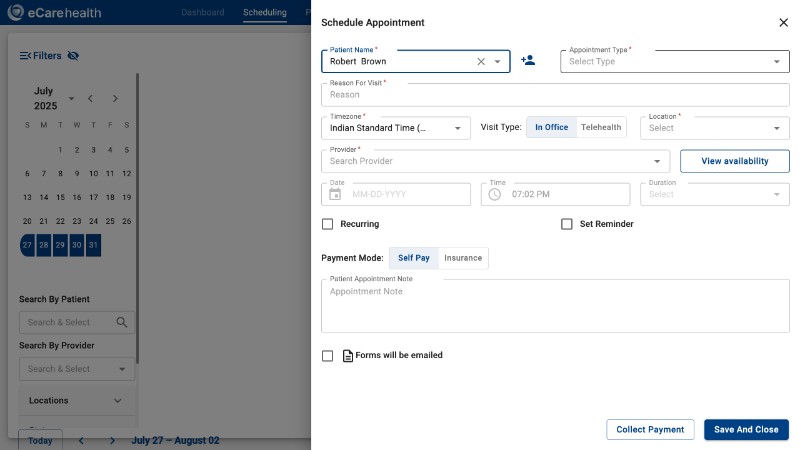 eCarehealth
Dashboard
Scheduling
P
Filters
July
2025
S M T W T F S
1 2 3 4 5
6 7 8 9 10 11 12
13 14 15 16 17 18 19
20 21 22 23 24 25 26
27 28 29 30 31
Search By Patient
Search & Select
Search By Provider
Search & Select
Locations
Today
July 27 – August 02
Schedule Appointment
Patient Name *
Robert Brown
Appointment Type *
Select Type
Reason For Visit *
Reason
Timezone *
Indian Standard Time (...
Visit Type:
In Office
Telehealth
Location *
Select
Provider *
Search Provider
View availability
Date
MM-DD-YYYY
Time
07:02 PM
Duration
Select
Recurring
Set Reminder
Payment Mode:
Self Pay
Insurance
Patient Appointment Note
Appointment Note
Forms will be emailed
Collect Payment
Save And Close